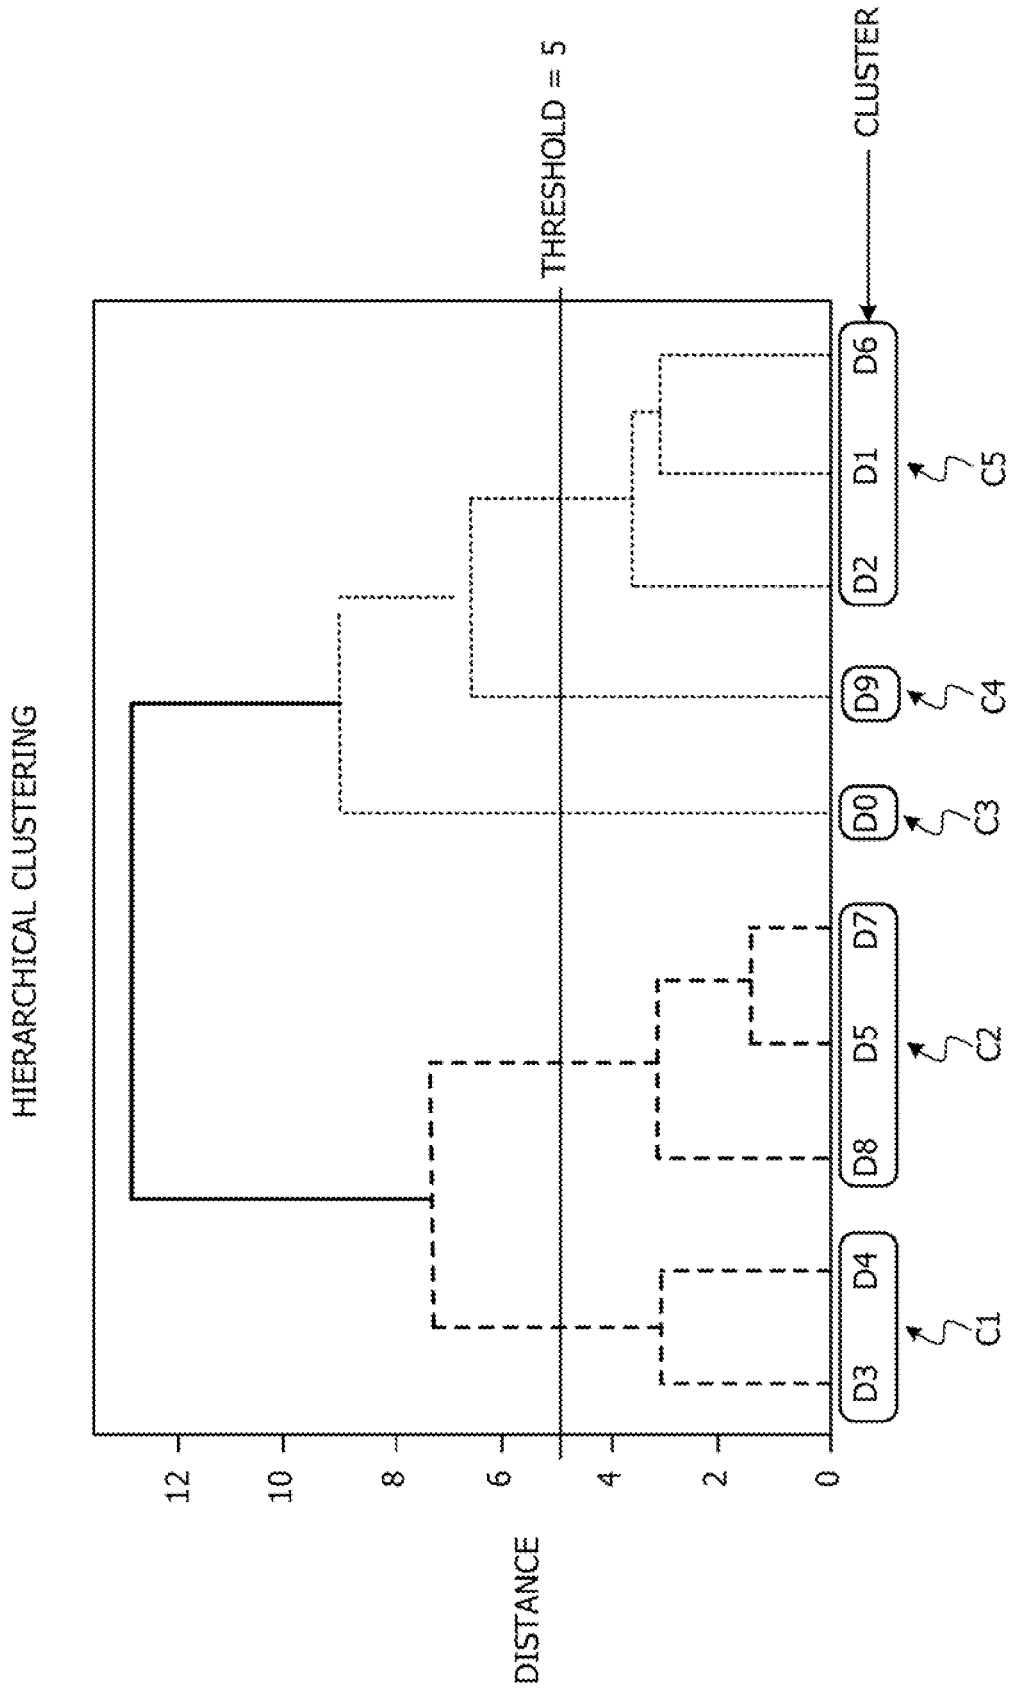 HIERARCHICAL CLUSTERING
DISTANCE
12
10
8
6
4
2
0
THRESHOLD = 5
CLUSTER
D3 D4 D8 D5 D7 D0 D9 D2 D1 D6
C1 C2 C3 C4 C5